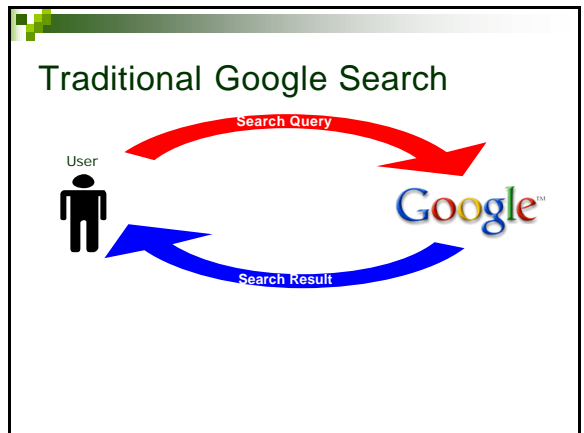 Traditional Google Search
Search Query
User
Google™
Search Result